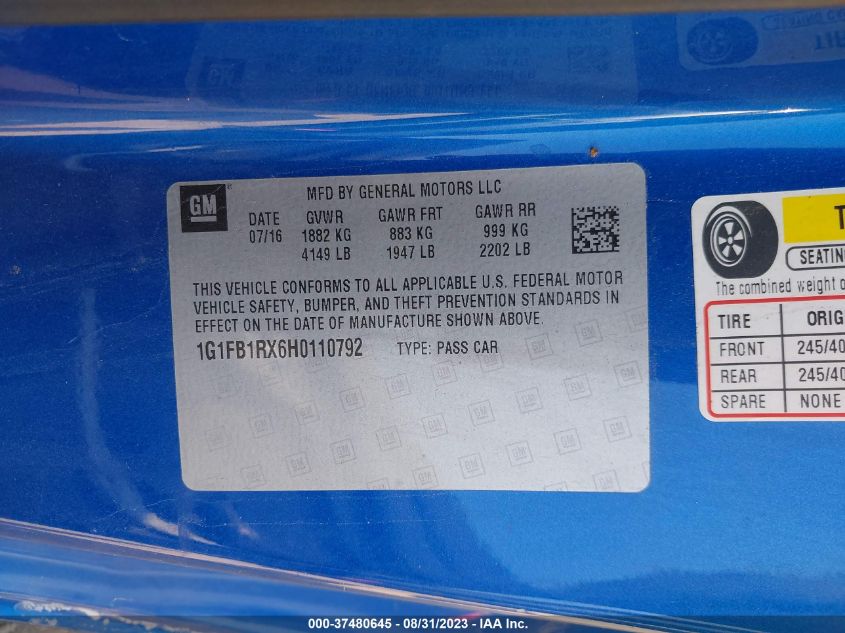 GM
MFD BY GENERAL MOTORS LLC
DATE GVWR GAWR FRT GAWR RR
07/16 1882 KG 883 KG 999 KG
4149 LB 1947 LB 2202 LB
THIS VEHICLE CONFORMS TO ALL APPLICABLE U.S. FEDERAL MOTOR
VEHICLE SAFETY, BUMPER, AND THEFT PREVENTION STANDARDS IN
EFFECT ON THE DATE OF MANUFACTURE SHOWN ABOVE.
1G1FB1RX6H0110792 TYPE: PASS CAR
SEATING
The combined weight
TIRE ORIG
FRONT 245/40
REAR 245/40
SPARE NONE
000-37480645 - 08/31/2023 - IAA Inc.